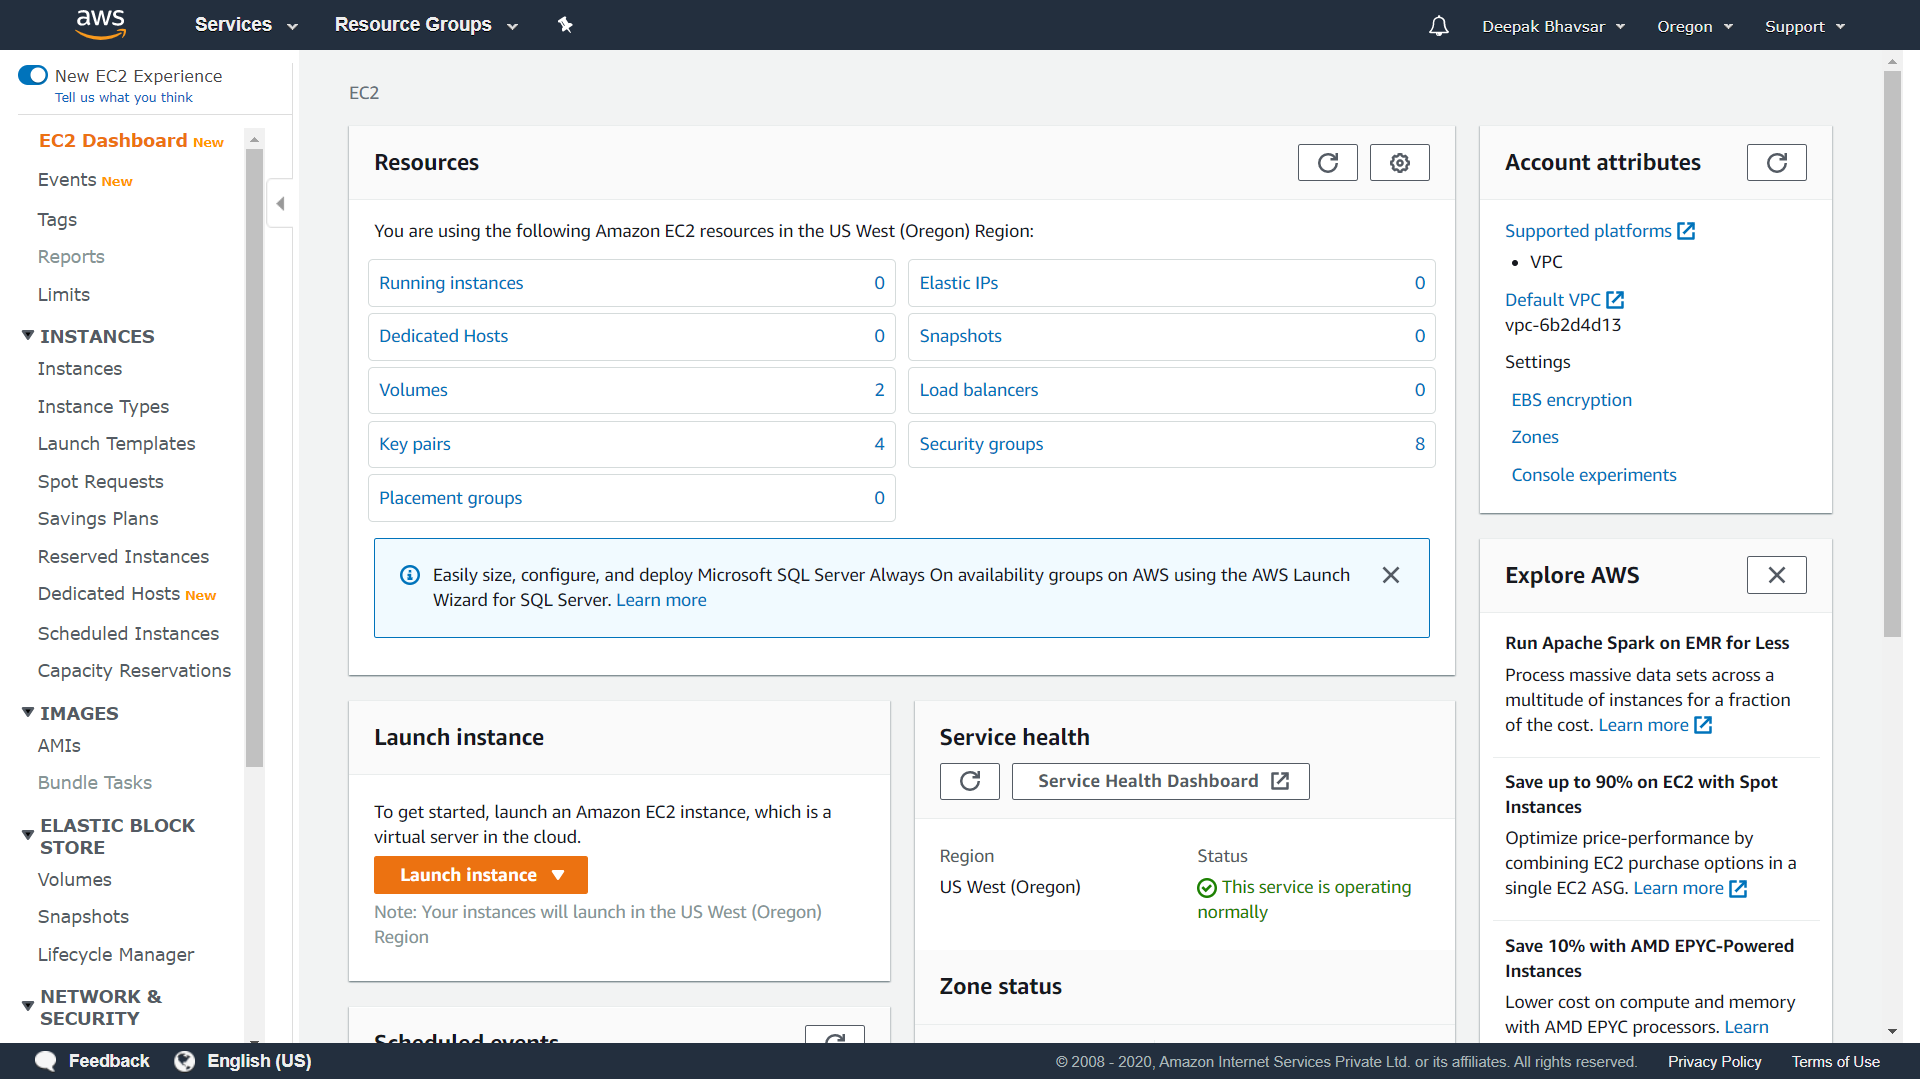 aws
Services
Resource Groups
Deepak Bhavsar
Oregon
Support
New EC2 Experience
Tell us what you think
EC2 Dashboard New
Events New
Tags
Reports
Limits
INSTANCES
Instances
Instance Types
Launch Templates
Spot Requests
Savings Plans
Reserved Instances
Dedicated Hosts New
Scheduled Instances
Capacity Reservations
IMAGES
AMIs
Bundle Tasks
ELASTIC BLOCK
STORE
Volumes
Snapshots
Lifecycle Manager
NETWORK &
SECURITY
EC2
Resources
You are using the following Amazon EC2 resources in the US West (Oregon) Region:
Running instances 0
Elastic IPs 0
Dedicated Hosts 0
Snapshots 0
Volumes 2
Load balancers 0
Key pairs 4
Security groups 8
Placement groups 0
Easily size, configure, and deploy Microsoft SQL Server Always On availability groups on AWS using the AWS Launch
Wizard for SQL Server. Learn more
Launch instance
To get started, launch an Amazon EC2 instance, which is a
virtual server in the cloud.
Launch instance
Note: Your instances will launch in the US West (Oregon)
Region
Scheduled events
Service health
Service Health Dashboard
Region
US West (Oregon)
Status
This service is operating
normally
Zone status
Account attributes
Supported platforms
• VPC
Default VPC
vpc-6b2d4d13
Settings
EBS encryption
Zones
Console experiments
Explore AWS
Run Apache Spark on EMR for Less
Process massive data sets across a
multitude of instances for a fraction
of the cost. Learn more
Save up to 90% on EC2 with Spot
Instances
Optimize price-performance by
combining EC2 purchase options in a
single EC2 ASG. Learn more
Save 10% with AMD EPYC-Powered
Instances
Lower cost on compute and memory
with AMD EPYC processors. Learn
Feedback
English (US)
© 2008 - 2020, Amazon Internet Services Private Ltd. or its affiliates. All rights reserved.
Privacy Policy
Terms of Use